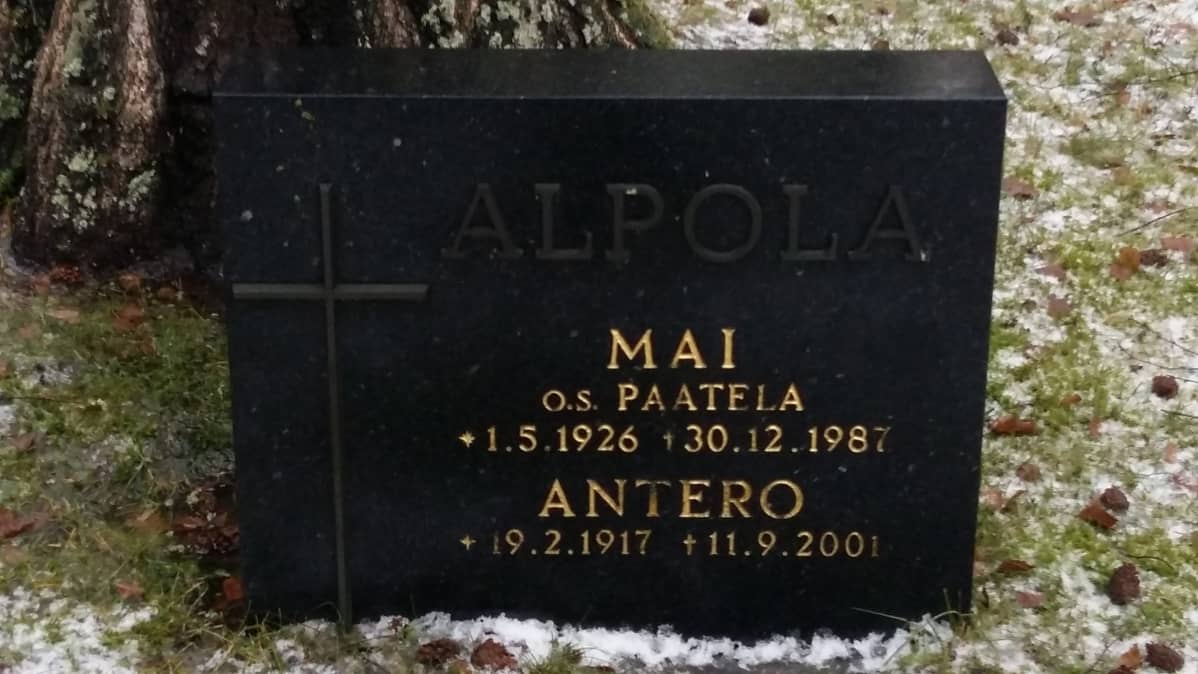 ALPOLA
MAI
O.S. PAATELA
* 1.5.1926 † 30.12.1987
ANTERO
* 19.2.1917 † 11.9.2001